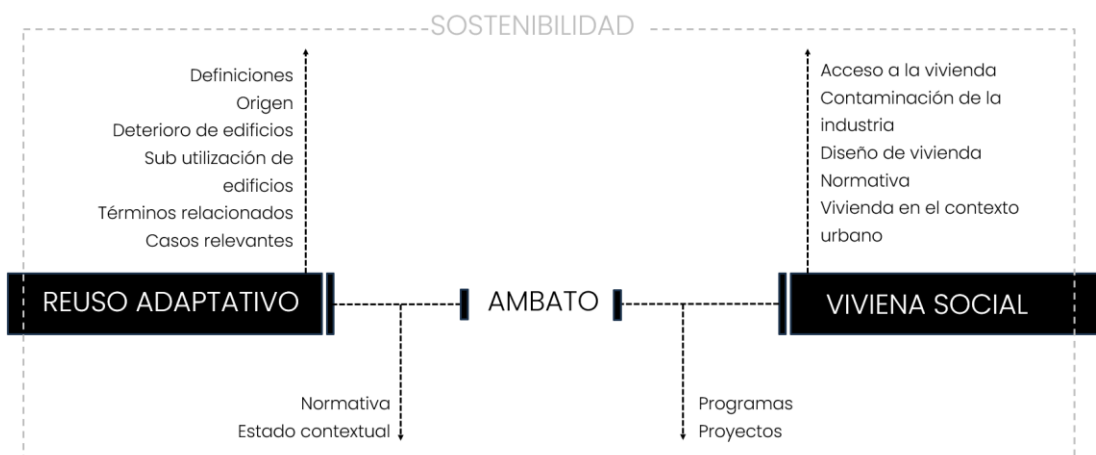 SOSTENIBILIDAD
Definiciones
Origen
Deterioro de edificios
Sub utilización de
edificios
Términos relacionados
Casos relevantes
Acceso a la vivienda
Contaminación de la
industria
Diseño de vivienda
Normativa
Vivienda en el contexto
urbano
REUSO ADAPTATIVO
AMBATO
VIVIENA SOCIAL
Normativa
Estado contextual
Programas
Proyectos